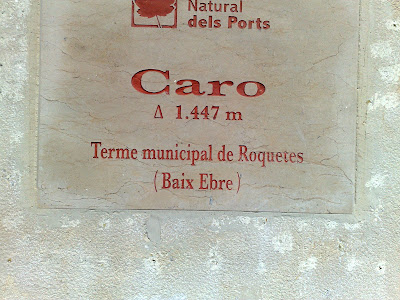 Natural
dels Ports
Caro
Δ 1.447 m
Terme municipal de Roquetes
(Baix Ebre)